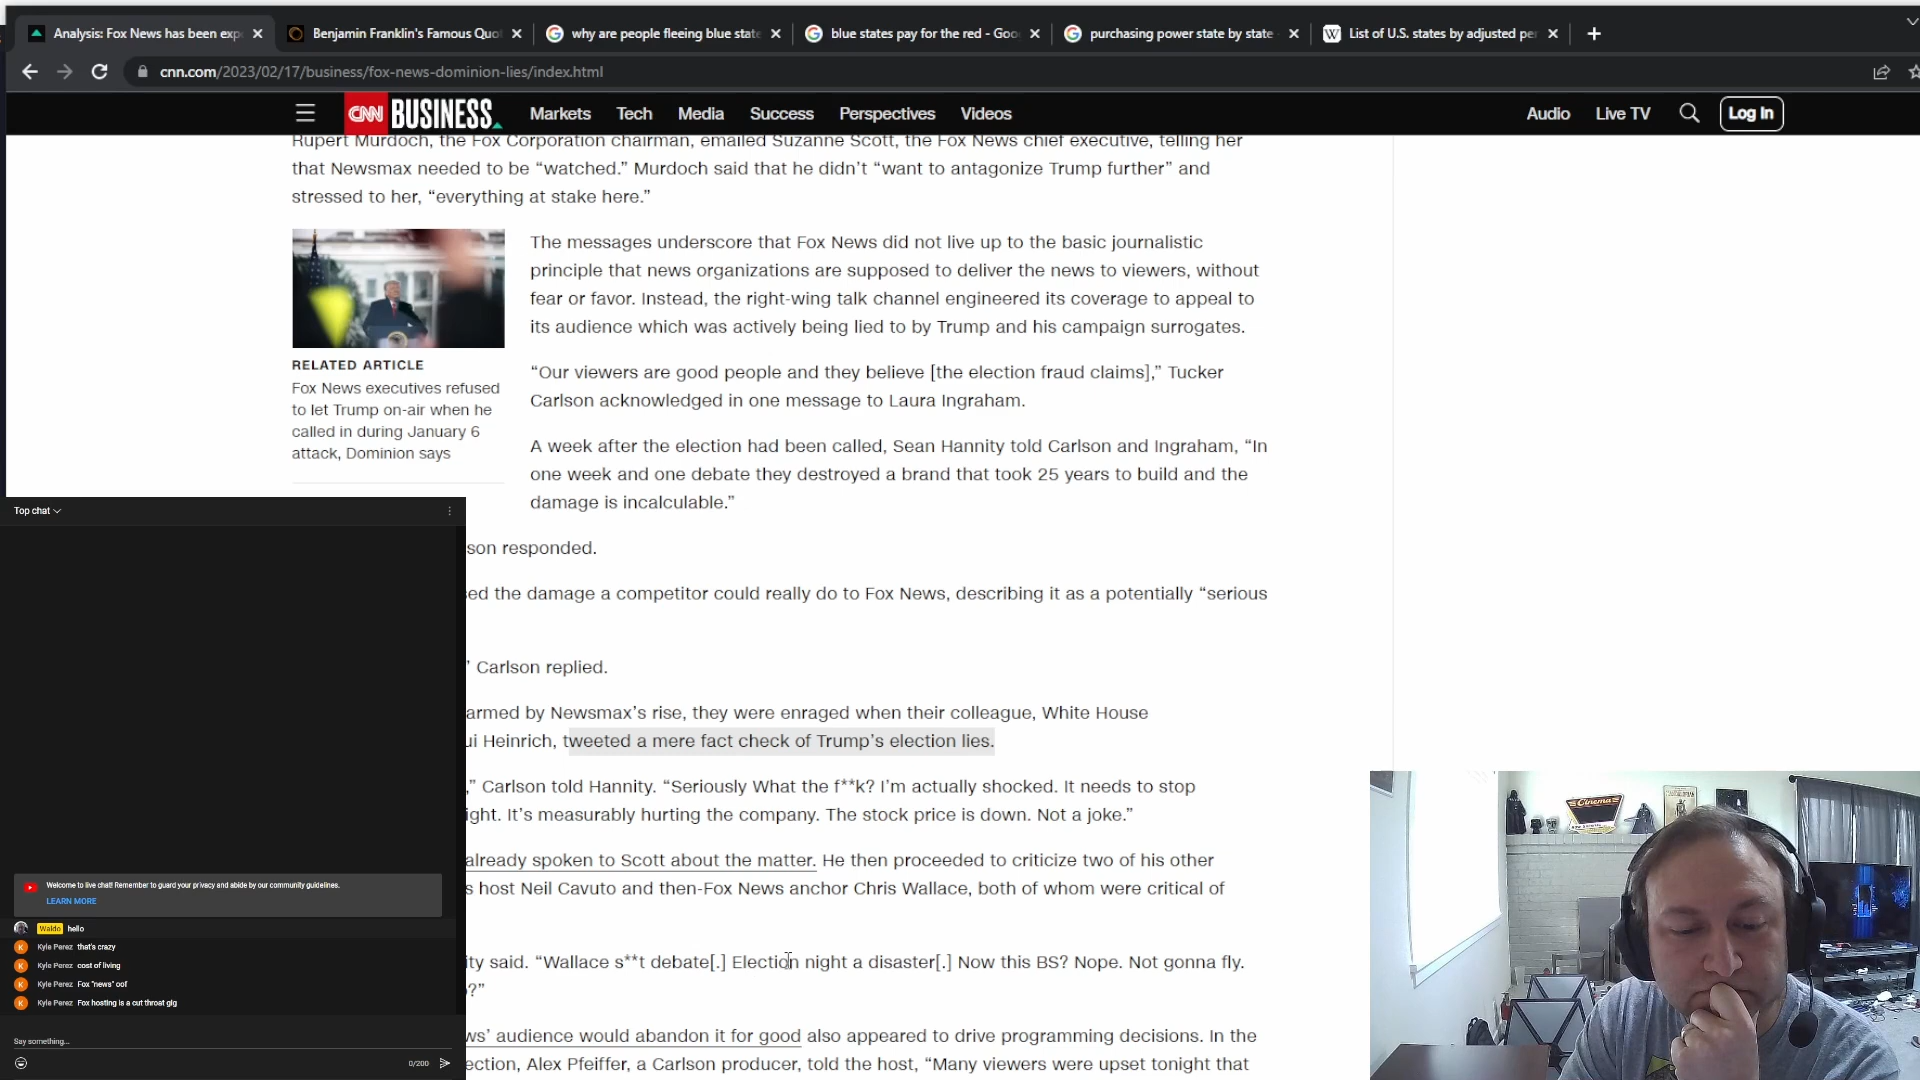 Analysis: Fox News has been exp
Benjamin Franklin's Famous Quo
why are people fleeing blue state
blue states pay for the red - Goo
purchasing power state by state
List of U.S. states by adjusted pe
cnn.com/2023/02/17/business/fox-news-dominion-lies/index.html
CNN BUSINESS
Markets
Tech
Media
Success
Perspectives
Videos
Audio
Live TV
Log In
Rupert Murdoch, the Fox Corporation chairman, emailed Suzanne Scott, the Fox News chief executive, telling her
that Newsmax needed to be “watched.” Murdoch said that he didn’t “want to antagonize Trump further” and
stressed to her, “everything at stake here.”
RELATED ARTICLE
Fox News executives refused
to let Trump on-air when he
called in during January 6
attack, Dominion says
The messages underscore that Fox News did not live up to the basic journalistic
principle that news organizations are supposed to deliver the news to viewers, without
fear or favor. Instead, the right-wing talk channel engineered its coverage to appeal to
its audience which was actively being lied to by Trump and his campaign surrogates.
“Our viewers are good people and they believe [the election fraud claims],” Tucker
Carlson acknowledged in one message to Laura Ingraham.
A week after the election had been called, Sean Hannity told Carlson and Ingraham, “In
one week and one debate they destroyed a brand that took 25 years to build and the
damage is incalculable.”
son responded.
sed the damage a competitor could really do to Fox News, describing it as a potentially “serious
” Carlson replied.
armed by Newsmax’s rise, they were enraged when their colleague, White House
ui Heinrich, tweeted a mere fact check of Trump’s election lies.
,” Carlson told Hannity. “Seriously What the f**k? I’m actually shocked. It needs to stop
ight. It’s measurably hurting the company. The stock price is down. Not a joke.”
already spoken to Scott about the matter. He then proceeded to criticize two of his other
s host Neil Cavuto and then-Fox News anchor Chris Wallace, both of whom were critical of
ity said. “Wallace s**t debate[.] Election night a disaster[.] Now this BS? Nope. Not gonna fly.
?”
ws’ audience would abandon it for good also appeared to drive programming decisions. In the
ection, Alex Pfeiffer, a Carlson producer, told the host, “Many viewers were upset tonight that
Top chat
Welcome to live chat! Remember to guard your privacy and abide by our community guidelines.
LEARN MORE
Waldo hello
Kyle Perez that's crazy
Kyle Perez cost of living
Kyle Perez Fox "news" oof
Kyle Perez Fox hosting is a cut throat gig
Say something...
0/200
Cinema